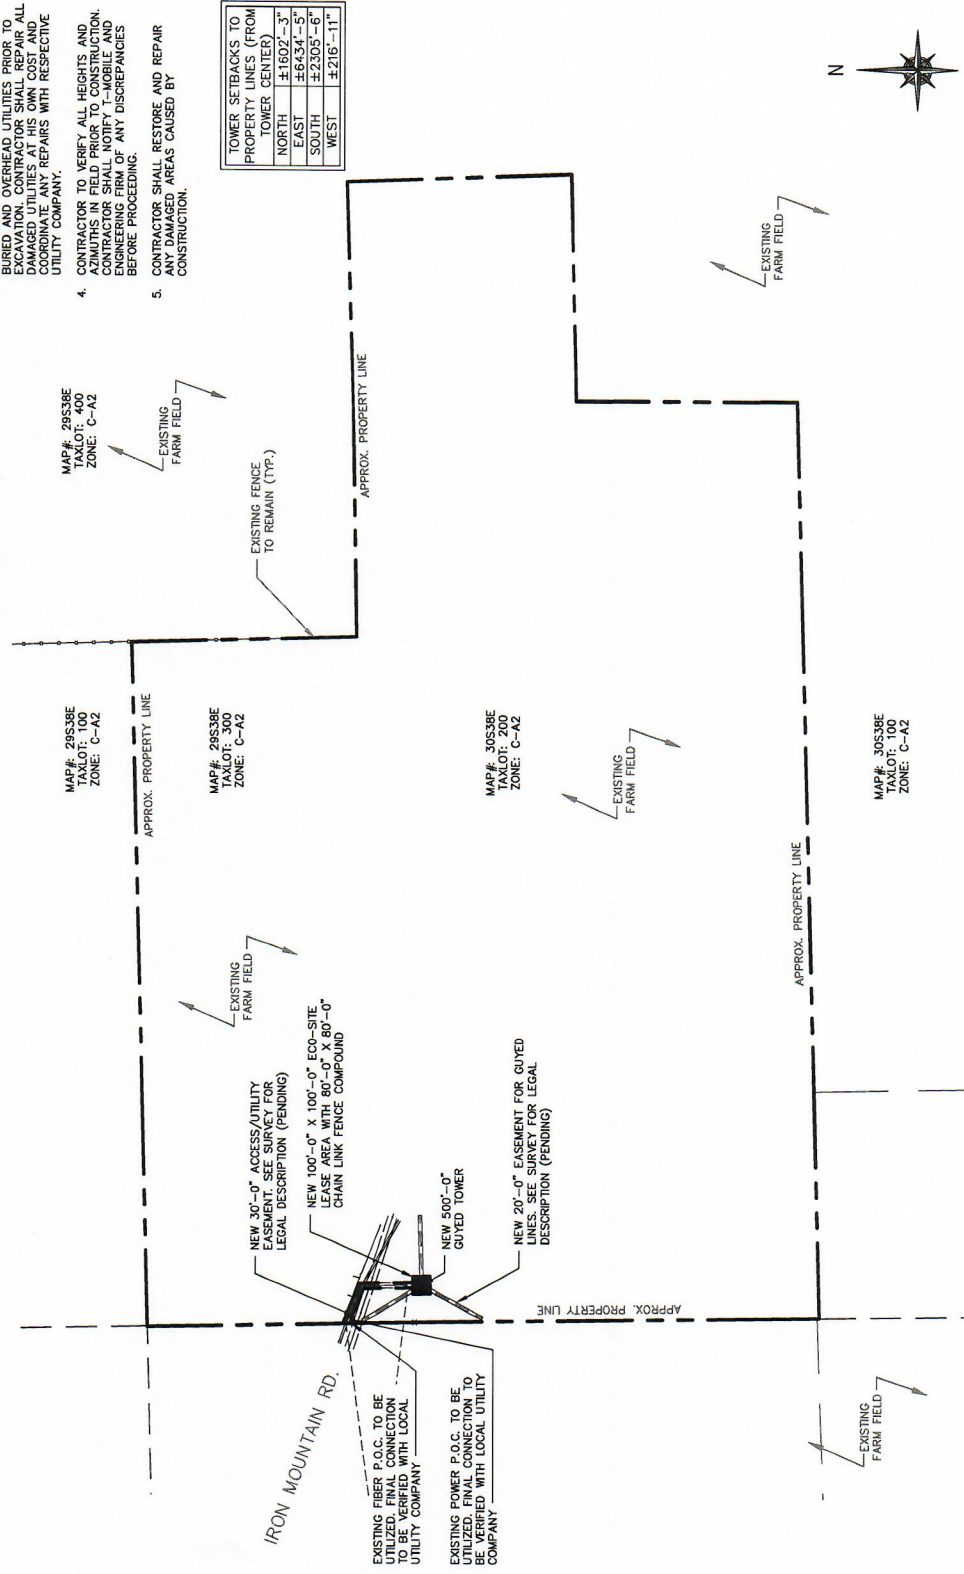 BURIED AND OVERHEAD UTILITIES PRIOR TO
EXCAVATION. CONTRACTOR SHALL REPAIR ALL
DAMAGED UTILITIES AT HIS OWN COST AND
COORDINATE ANY REPAIRS WITH RESPECTIVE
UTILITY COMPANY.
4. CONTRACTOR TO VERIFY ALL HEIGHTS AND
AZIMUTHS IN FIELD PRIOR TO CONSTRUCTION.
CONTRACTOR SHALL NOTIFY T-MOBILE AND
ENGINEERING FIRM OF ANY DISCREPANCIES
BEFORE PROCEEDING.
5. CONTRACTOR SHALL RESTORE AND REPAIR
ANY DAMAGED AREAS CAUSED BY
CONSTRUCTION.
TOWER SETBACKS TO
PROPERTY LINES (FROM
TOWER CENTER)
NORTH ±1602'-3"
EAST ±6434'-5"
SOUTH ±2305'-6"
WEST ±216'-11"
N
MAP#: 29S38E
TAXLOT: 400
ZONE: C-A2
EXISTING
FARM FIELD
EXISTING FENCE
TO REMAIN (TYP.)
APPROX. PROPERTY LINE
EXISTING
FARM FIELD
MAP#: 29S38E
TAXLOT: 100
ZONE: C-A2
APPROX. PROPERTY LINE
MAP#: 29S38E
TAXLOT: 300
ZONE: C-A2
MAP#: 30S38E
TAXLOT: 200
ZONE: C-A2
EXISTING
FARM FIELD
MAP#: 30S38E
TAXLOT: 100
ZONE: C-A2
APPROX. PROPERTY LINE
EXISTING
FARM FIELD
NEW 30'-0" ACCESS/UTILITY
EASEMENT. SEE SURVEY FOR
LEGAL DESCRIPTION (PENDING)
NEW 100'-0" X 100'-0" ECO-SITE
LEASE AREA WITH 80'-0" X 80'-0"
CHAIN LINK FENCE COMPOUND
NEW 500'-0"
GUYED TOWER
NEW 20'-0" EASEMENT FOR GUYED
LINES. SEE SURVEY FOR LEGAL
DESCRIPTION (PENDING)
APPROX. PROPERTY LINE
IRON MOUNTAIN RD.
EXISTING FIBER P.O.C. TO BE
UTILIZED. FINAL CONNECTION
TO BE VERIFIED WITH LOCAL
UTILITY COMPANY
EXISTING POWER P.O.C. TO BE
UTILIZED. FINAL CONNECTION TO
BE VERIFIED WITH LOCAL UTILITY
COMPANY
EXISTING
FARM FIELD